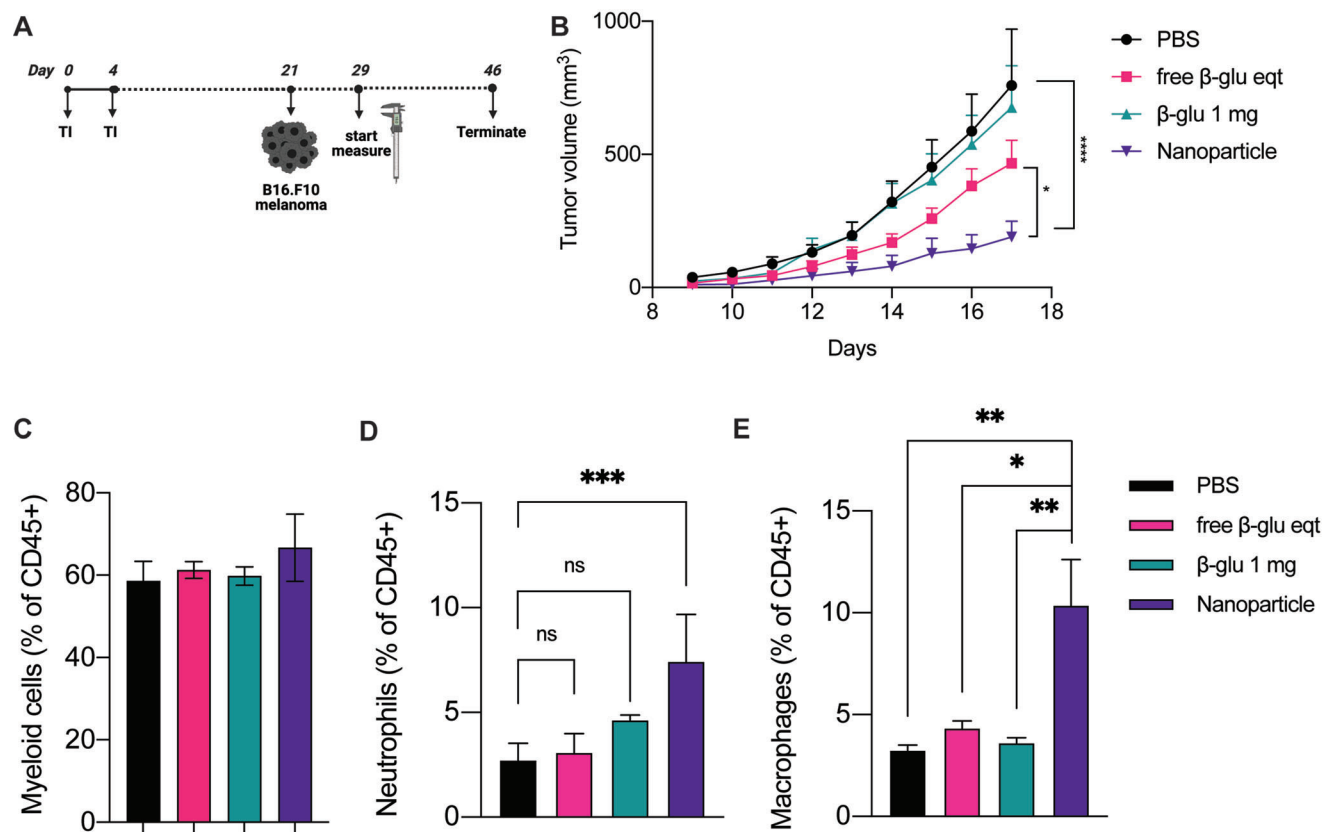 A
Day 0 4 21 29 46
TI TI start
measure Terminate
B16.F10
melanoma
B
Tumor volume (mm3)
1000
500
0
8 10 12 14 16 18
Days
****
*
PBS
free β-glu eqt
β-glu 1 mg
Nanoparticle
C
Myeloid cells (% of CD45+)
80
60
40
20
0
D
Neutrophils (% of CD45+)
15
10
5
0
***
ns
ns
E
Macrophages (% of CD45+)
15
10
5
0
**
*
**
PBS
free β-glu eqt
β-glu 1 mg
Nanoparticle